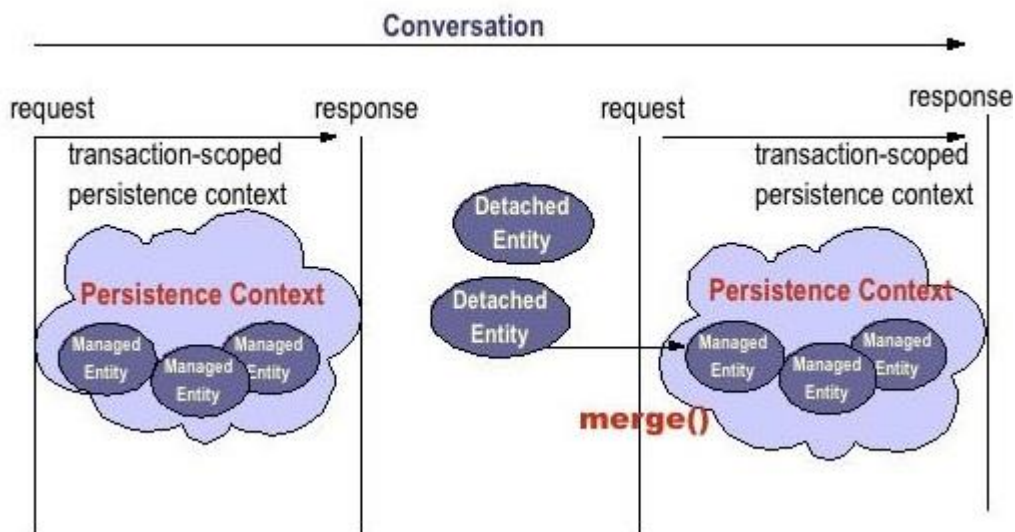 Conversation
request
response
request
response
transaction-scoped
persistence context
transaction-scoped
persistence context
Detached
Entity
Detached
Entity
Persistence Context
Persistence Context
Managed
Entity
Managed
Entity
Managed
Entity
Managed
Entity
Managed
Entity
Managed
Entity
merge()